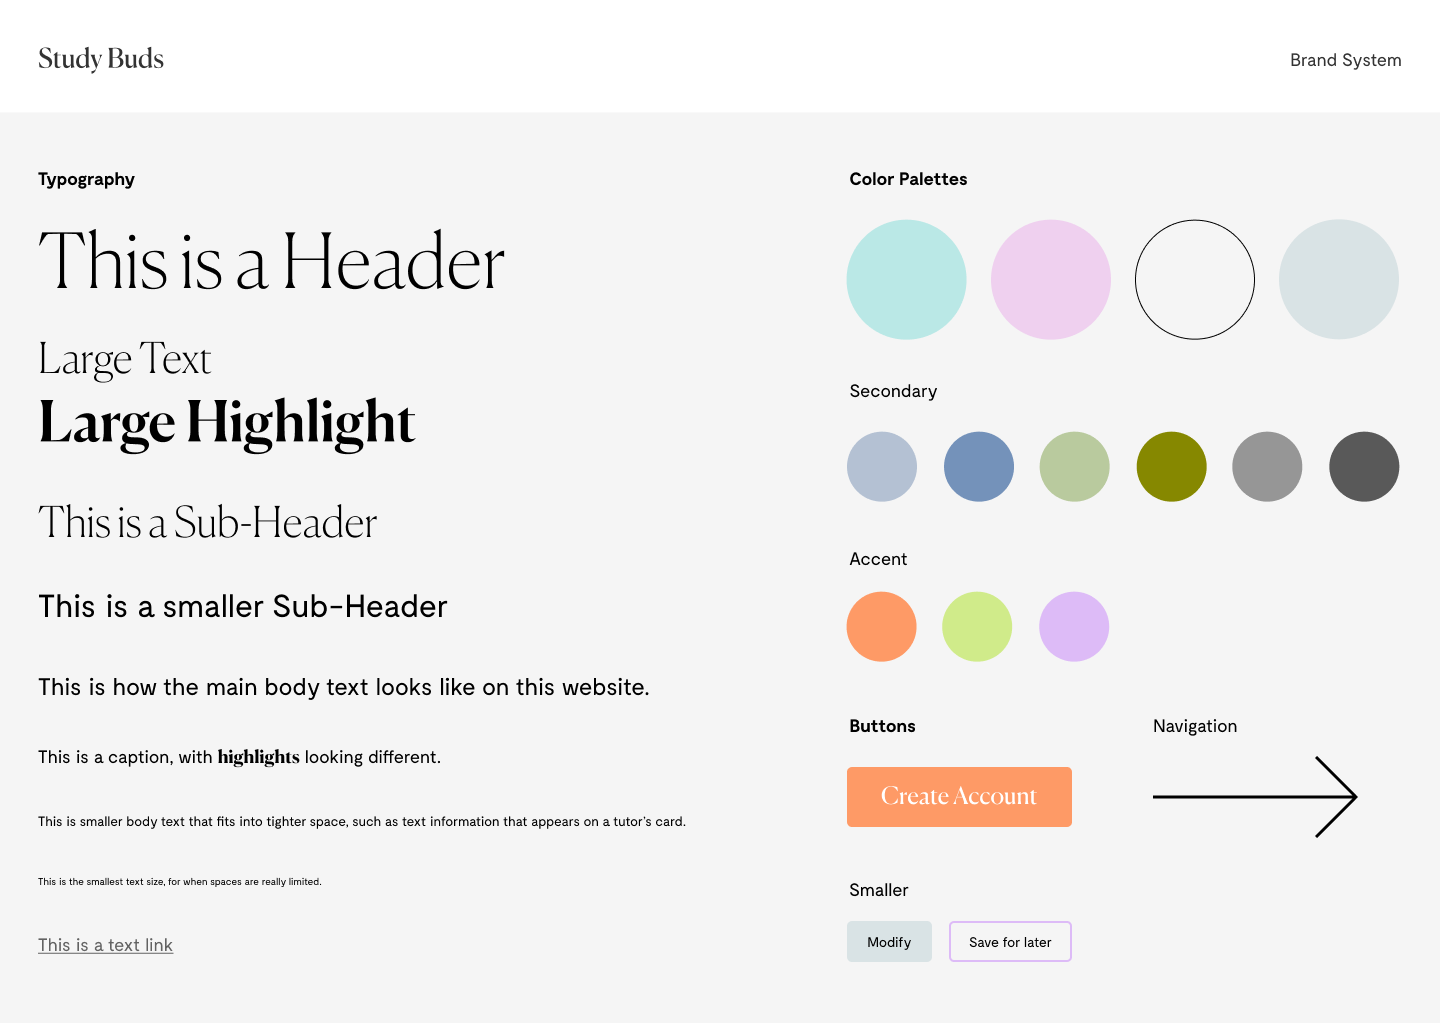 Study Buds
Brand System
Typography
This is a Header
Large Text
Large Highlight
This is a Sub-Header
This is a smaller Sub-Header
This is how the main body text looks like on this website.
This is a caption, with highlights looking different.
This is smaller body text that fits into tighter space, such as text information that appears on a tutor's card.
This is the smallest text size, for when spaces are really limited.
This is a text link
Color Palettes
Secondary
Accent
Buttons
Navigation
Create Account
Smaller
Modify
Save for later